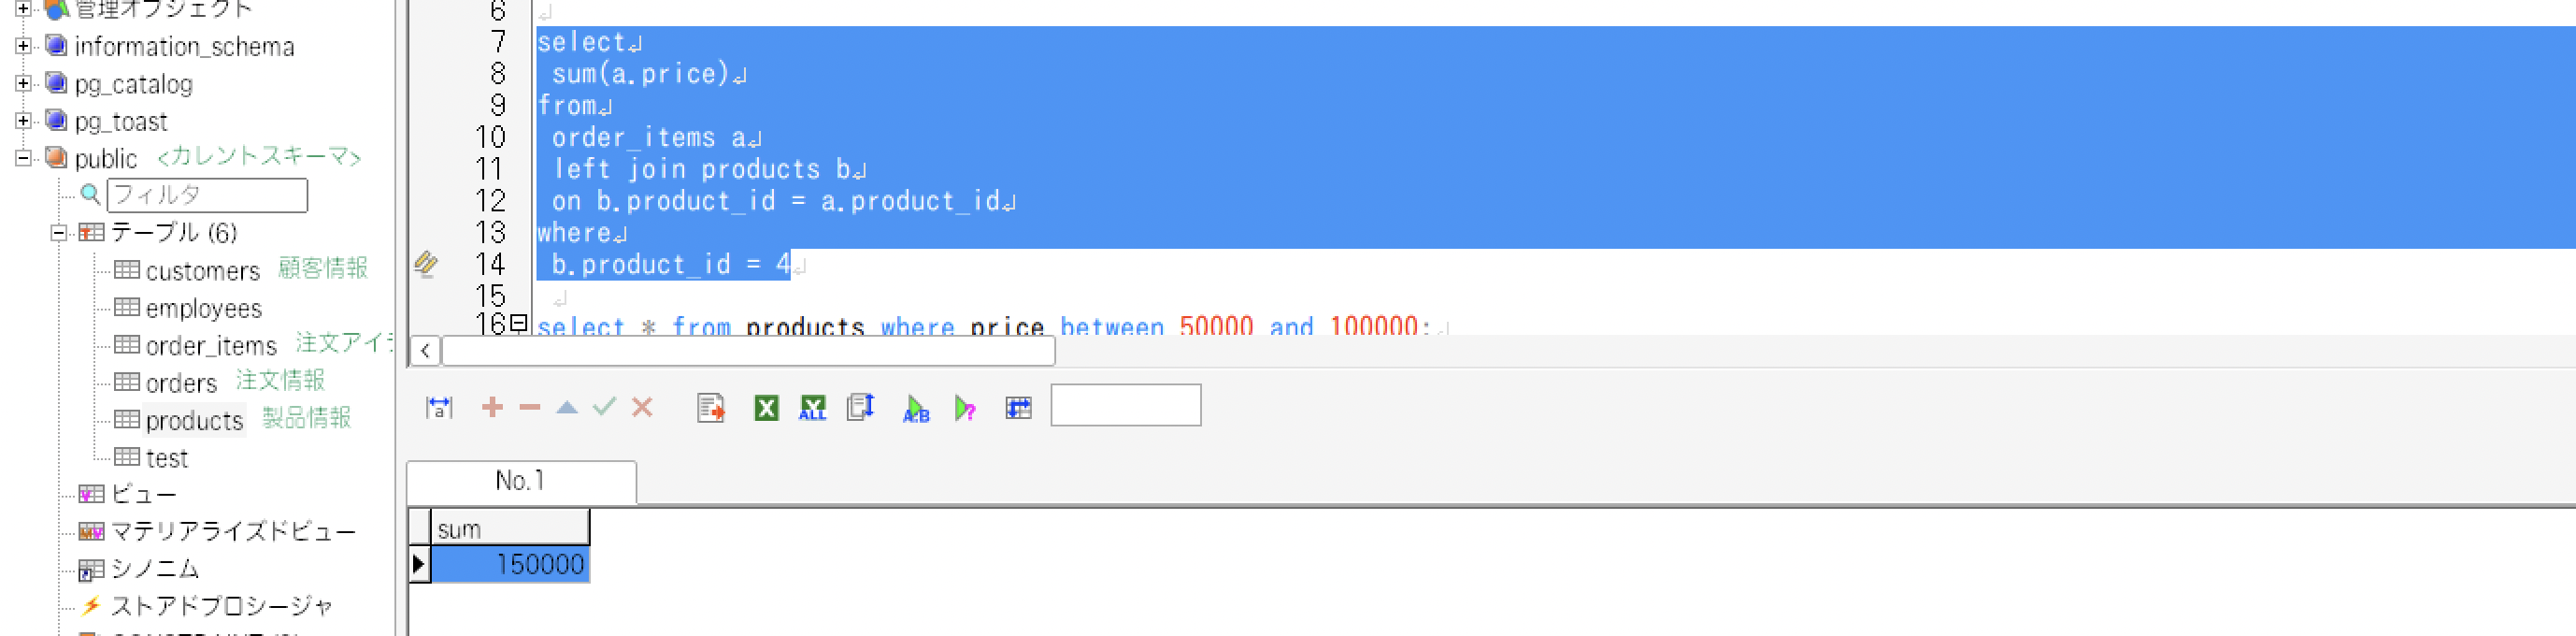 管理オブジェクト
information_schema
pg_catalog
pg_toast
public <カレントスキーマ>
フィルタ
テーブル (6)
customers 顧客情報
employees
order_items 注文アイ
orders 注文情報
products 製品情報
test
ビュー
マテリアライズドビュー
シノニム
ストアドプロシージャ
6
7 select
8 sum(a.price)
9 from
10 order_items a
11 left join products b
12 on b.product_id = a.product_id
13 where
14 b.product_id = 4
15
16 select * from products where price between 50000 and 100000;
a
X
X ALL
A:B
?
No.1
sum
150000